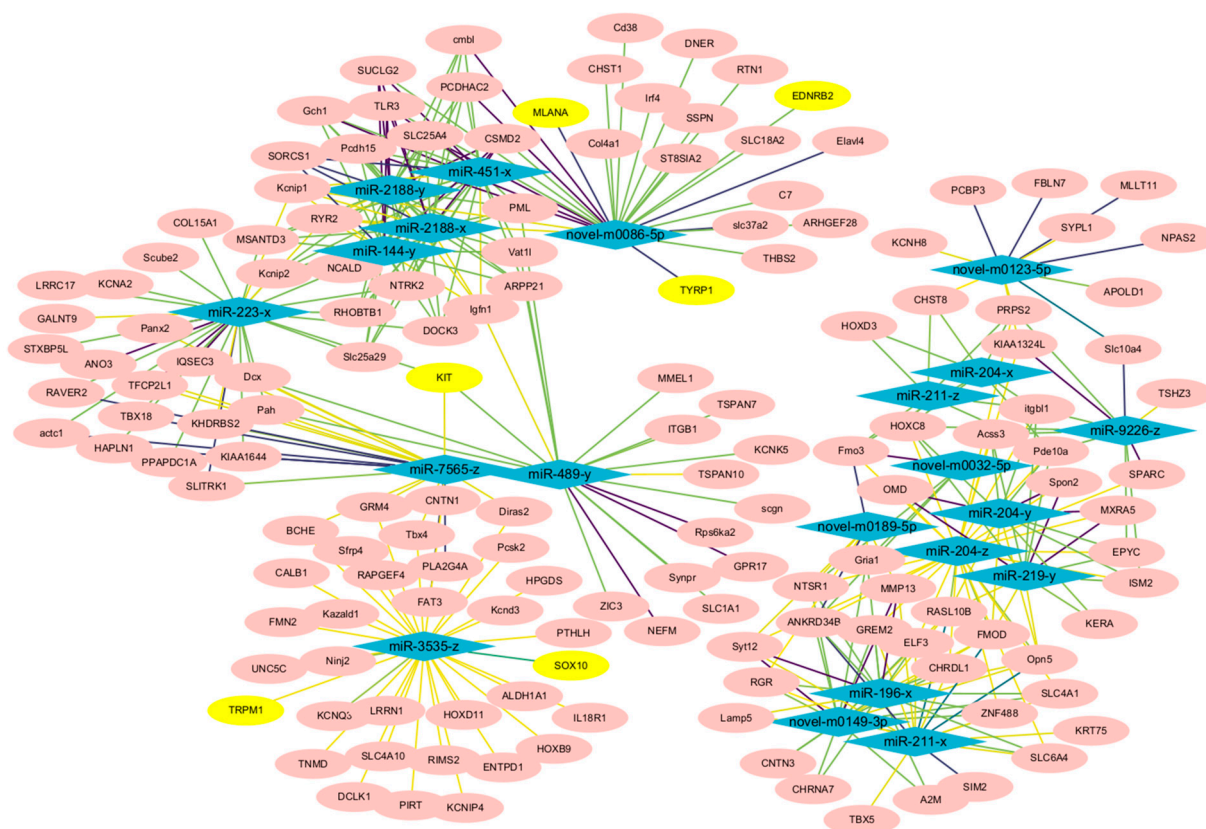 cmbl
Cd38
DNER
SUCLG2
PCDHAC2
CHST1
RTN1
Gch1
TLR3
MLANA
Irf4
EDNRB2
SSPN
Pcdh15
SLC25A4
CSMD2
Col4a1
SLC18A2
Elavl4
SORCS1
miR-451-x
ST8SIA2
Kcnip1
miR-2188-y
C7
PCBP3
FBLN7
MLLT11
RYR2
miR-2188-x
PML
novel-m0086-5p
slc37a2
ARHGEF28
COL15A1
MSANTD3
miR-144-y
Vat1l
THBS2
SYPL1
NPAS2
KCNH8
novel-m0123-5p
Scube2
Kcnip2
NCALD
NTRK2
ARPP21
TYRP1
LRRC17
KCNA2
APOLD1
miR-223-x
RHOBTB1
Igfn1
CHST8
PRPS2
GALNT9
Panx2
DOCK3
HOXD3
KIAA1324L
Slc10a4
STXBP5L
ANO3
IQSEC3
Slc25a29
miR-204-x
RAVER2
TFCP2L1
Dcx
KIT
MMEL1
miR-211-z
TSHZ3
TBX18
Pah
TSPAN7
itgbl1
actc1
KHDRBS2
ITGB1
HOXC8
Acss3
miR-9226-z
HAPLN1
KIAA1644
KCNK5
Fmo3
Pde10a
PPAPDC1A
miR-7565-z
miR-489-y
TSPAN10
novel-m0032-5p
SPARC
SLITRK1
CNTN1
OMD
Spon2
GRM4
Diras2
scgn
miR-204-y
MXRA5
BCHE
Tbx4
Rps6ka2
novel-m0189-5p
Sfrp4
Pcsk2
miR-204-z
EPYC
CALB1
RAPGEF4
PLA2G4A
HPGDS
Synpr
GPR17
Gria1
miR-219-y
ISM2
NTSR1
MMP13
Kazald1
FAT3
Kcnd3
ZIC3
SLC1A1
RASL10B
KERA
FMN2
PTHLH
NEFM
ANKRD34B
GREM2
ELF3
FMOD
miR-3535-z
Syt12
CHRDL1
Opn5
UNC5C
Ninj2
SOX10
RGR
miR-196-x
SLC4A1
TRPM1
ALDH1A1
Lamp5
novel-m0149-3p
ZNF488
KCNQ3
LRRN1
HOXD11
IL18R1
miR-211-x
KRT75
TNMD
SLC4A10
RIMS2
HOXB9
CNTN3
SLC6A4
ENTPD1
CHRNA7
SIM2
DCLK1
PIRT
KCNIP4
A2M
TBX5